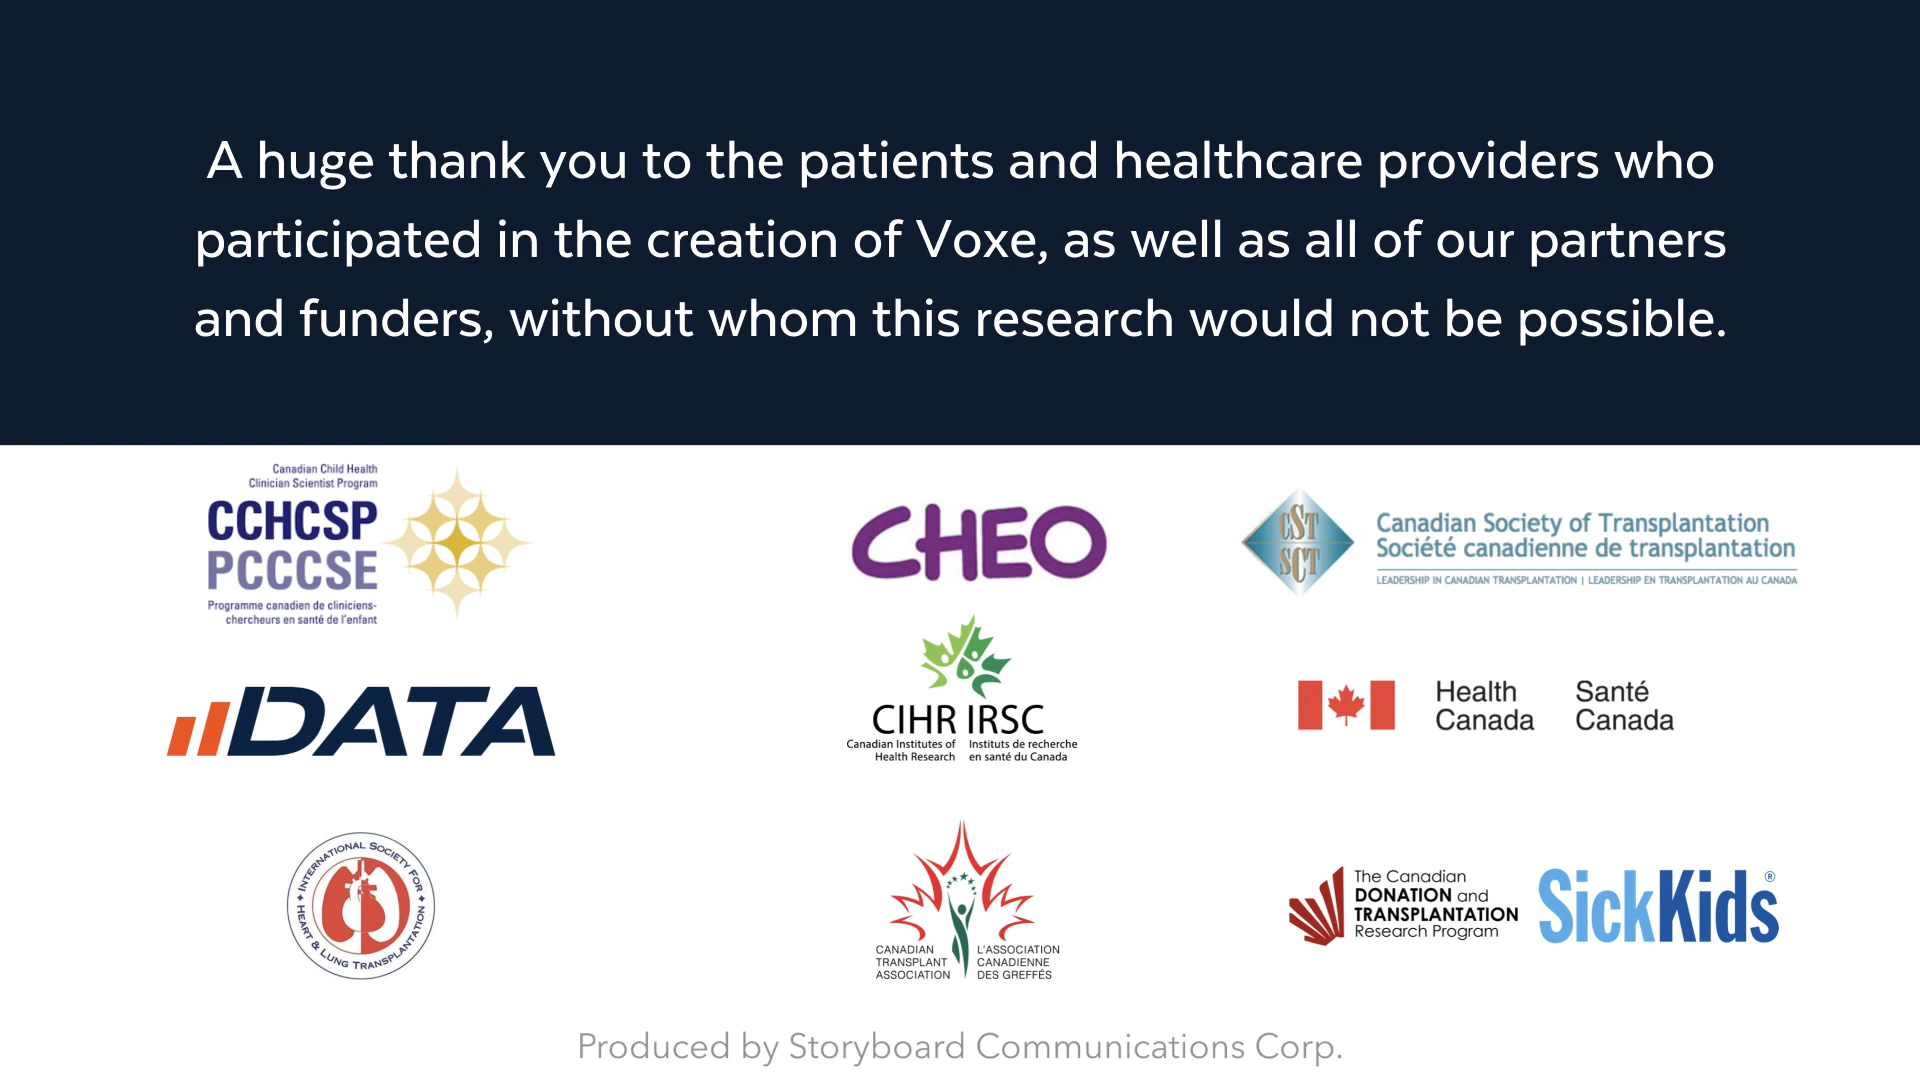 A huge thank you to the patients and healthcare providers who
participated in the creation of Voxe, as well as all of our partners
and funders, without whom this research would not be possible.
Canadian Child Health
Clinician Scientist Program
CCHCSP
PCCCSE
Programme canadien de cliniciens-
chercheurs en santé de l'enfant
CHEO
CST
SCT
Canadian Society of Transplantation
Société canadienne de transplantation
LEADERSHIP IN CANADIAN TRANSPLANTATION | LEADERSHIP EN TRANSPLANTATION AU CANADA
DATA
CIHR IRSC
Canadian Institutes of
Health Research
Instituts de recherche
en santé du Canada
Health
Canada
Santé
Canada
INTERNATIONAL SOCIETY FOR
HEART & LUNG TRANSPLANTATION
CANADIAN
TRANSPLANT
ASSOCIATION
L'ASSOCIATION
CANADIENNE
DES GREFFÉS
The Canadian
DONATION and
TRANSPLANTATION
Research Program
SickKids®
Produced by Storyboard Communications Corp.